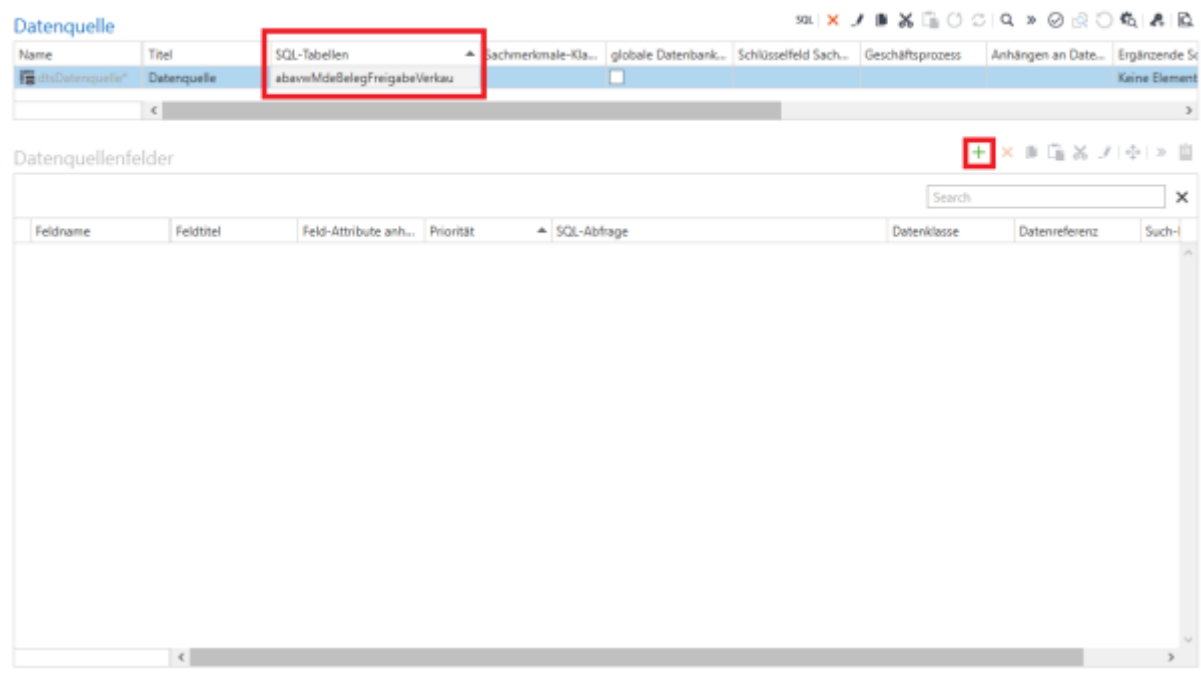 Datenquelle
SQL
Name Titel SQL-Tabellen Sachmerkmale-Kla... globale Datenbank... Schlüsselfeld Sach... Geschäftsprozess Anhängen an Date... Ergänzende Sc
dtsDatenquelle* Datenquelle abavwMdeBelegFreigabeVerkau Keine Element
Datenquellenfelder
Search
Feldname Feldtitel Feld-Attribute anh... Priorität SQL-Abfrage Datenklasse Datenreferenz Such-